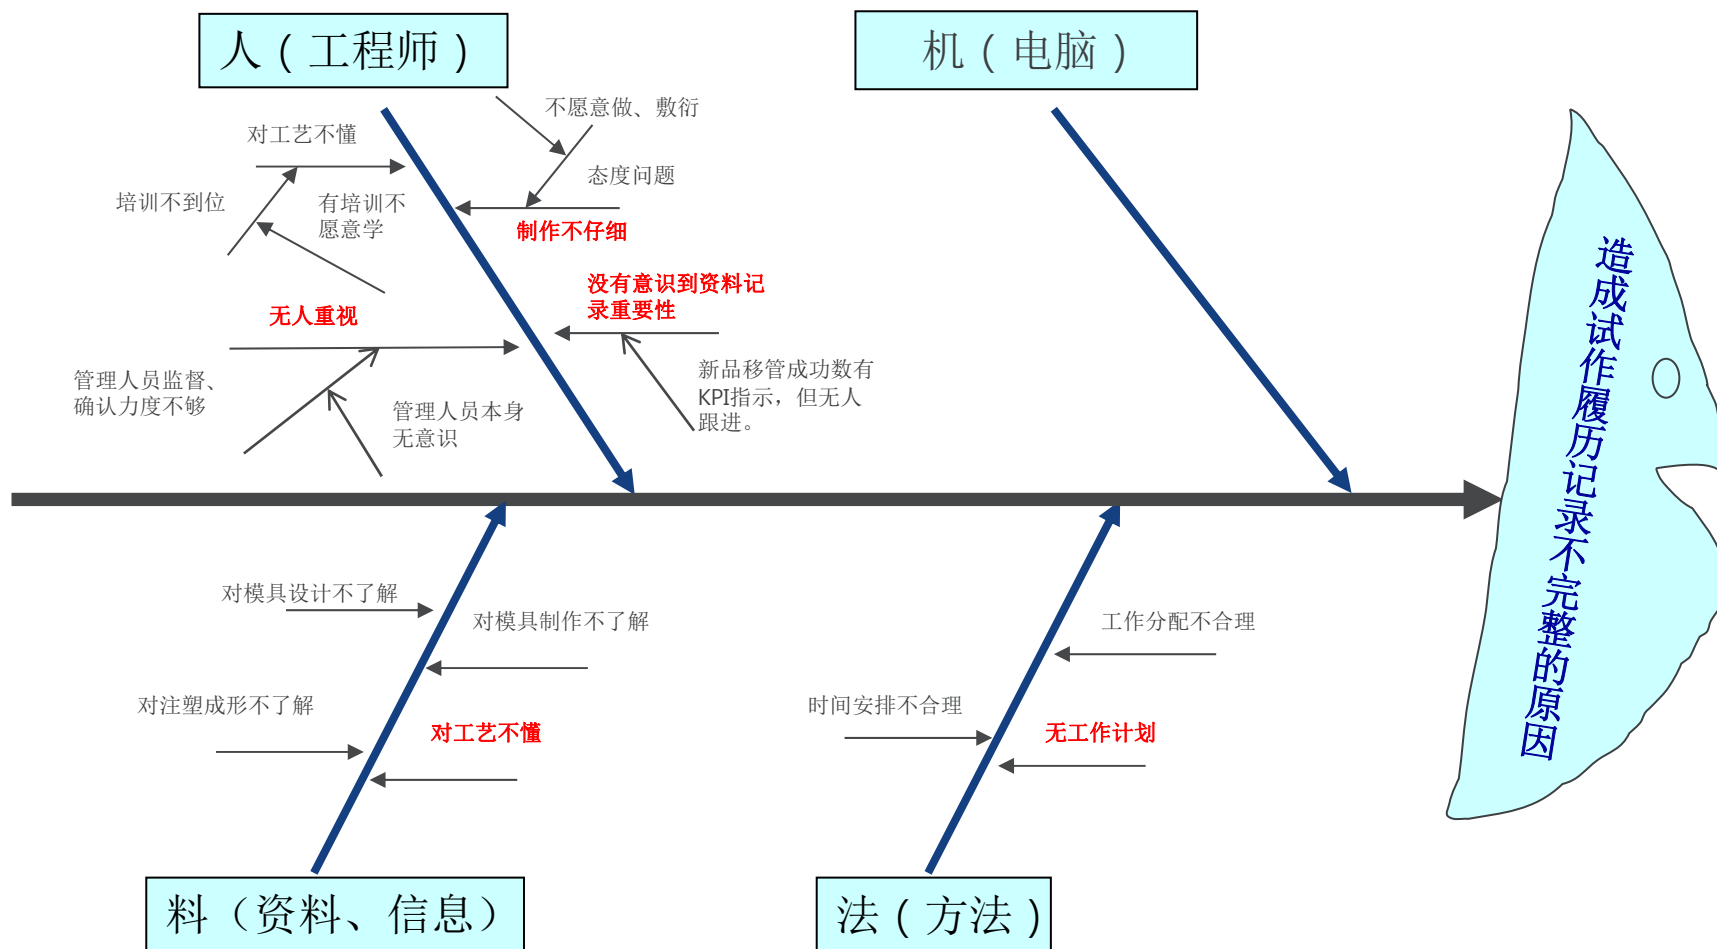 人（工程师）
机（电脑）
不愿意做、敷衍
对工艺不懂
态度问题
培训不到位
有培训不
愿意学
制作不仔细
没有意识到资料记
录重要性
无人重视
新品移管成功数有
KPI指示，但无人
跟进。
管理人员监督、
确认力度不够
管理人员本身
无意识
造成试作履历记录不完整的原因
对模具设计不了解
对模具制作不了解
工作分配不合理
对注塑成形不了解
对工艺不懂
时间安排不合理
无工作计划
料（资料、信息）
法（方法）